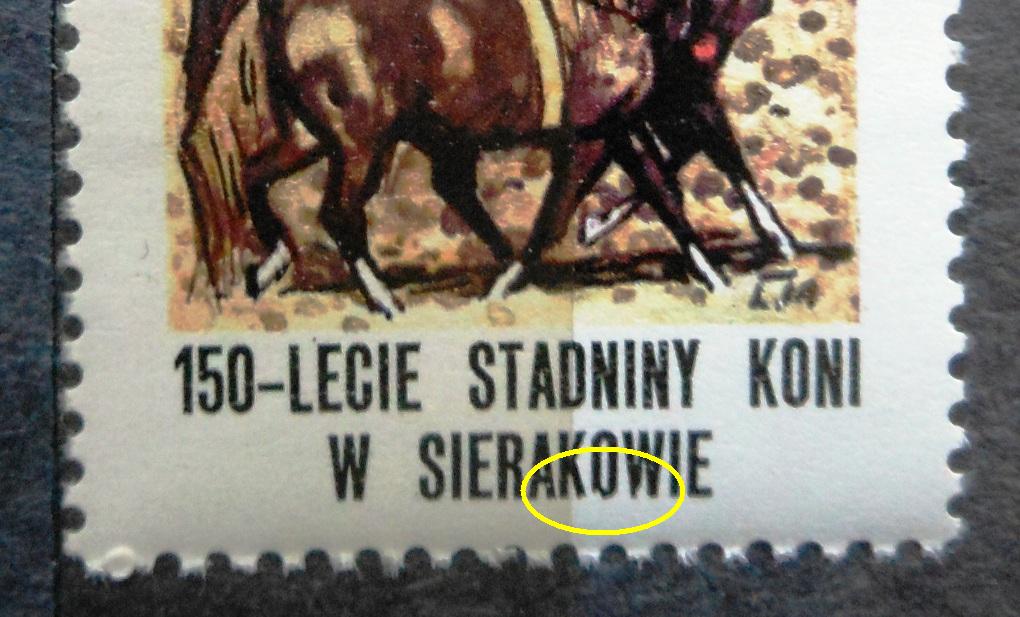 150-LECIE STADNINY KONI
W SIERAKOWIE